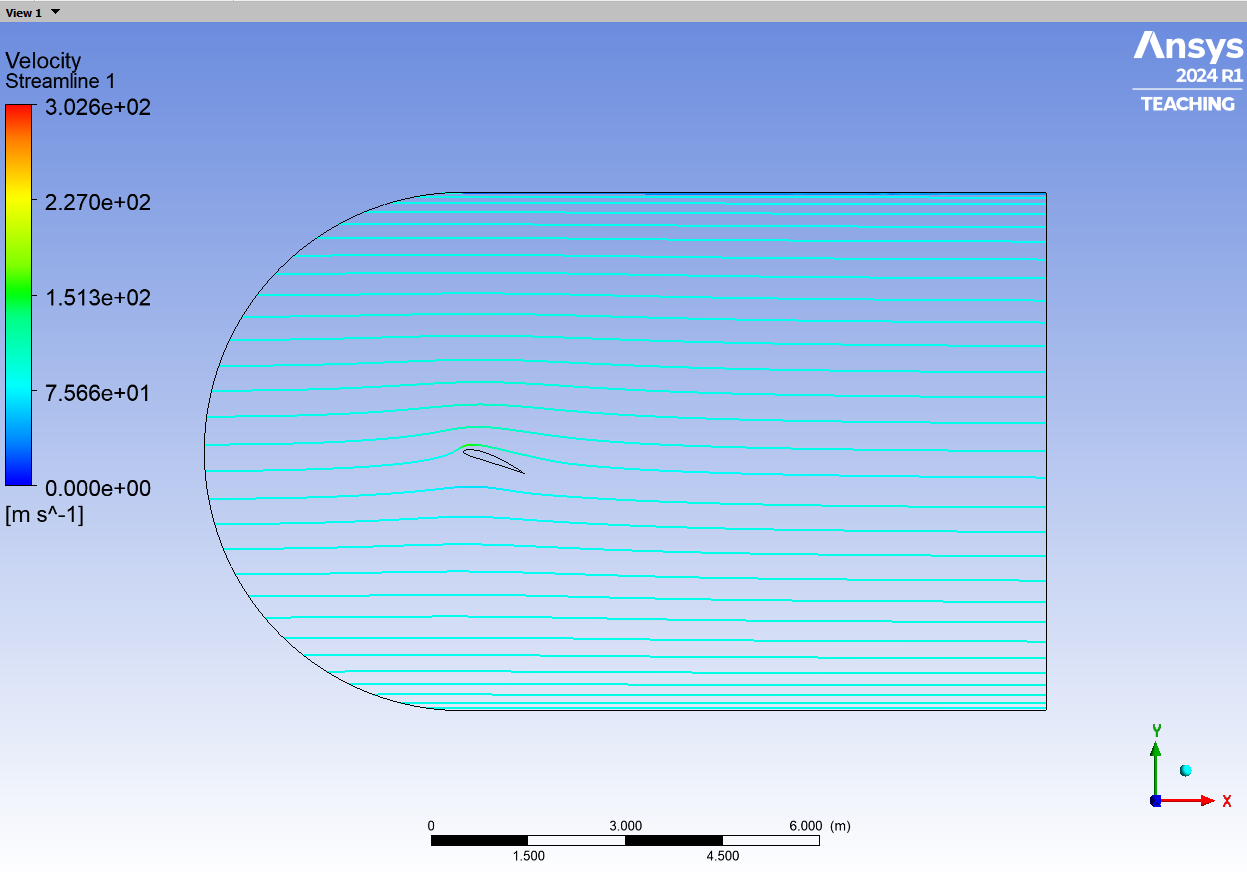 View 1
Ansys
2024 R1
TEACHING
Velocity
Streamline 1
3.026e+02
2.270e+02
1.513e+02
7.566e+01
0.000e+00
[m s^-1]
Y
X
0 3.000 6.000 (m)
1.500 4.500